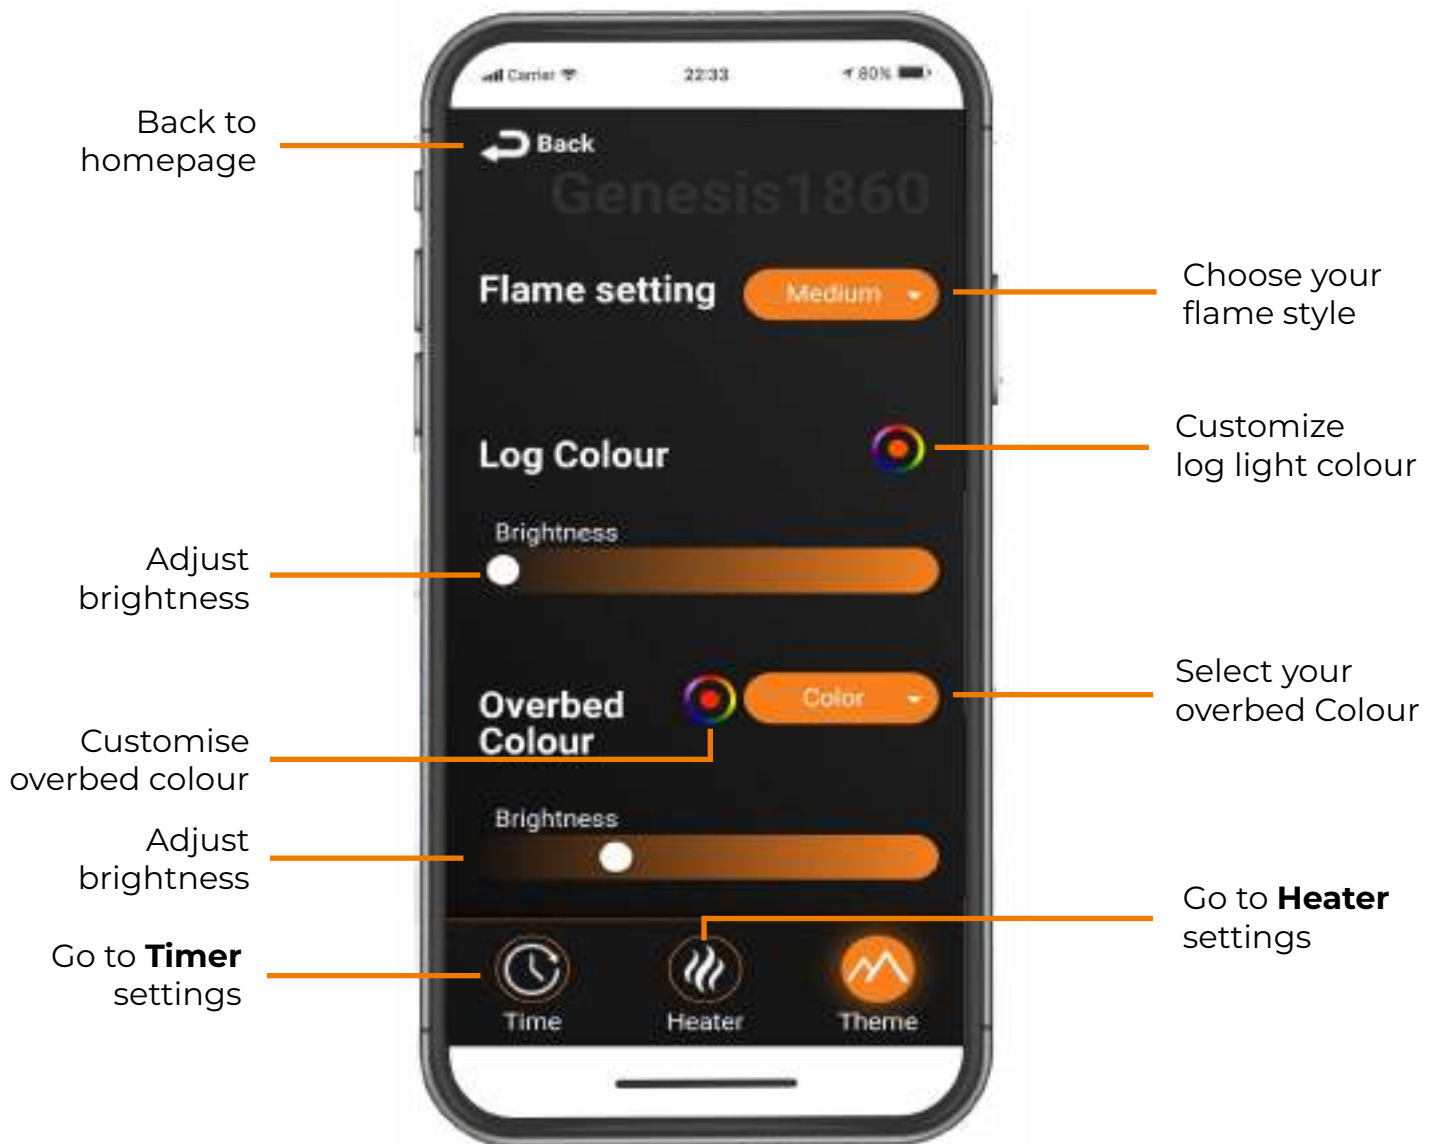 Carrier
22:33
80%
Back to
homepage
Back
Genesis1860
Flame setting
Medium
Choose your
flame style
Log Colour
Customize
log light colour
Brightness
Adjust
brightness
Overbed
Colour
Color
Select your
overbed Colour
Customise
overbed colour
Brightness
Adjust
brightness
Go to Heater
settings
Go to Timer
settings
Time
Heater
Theme